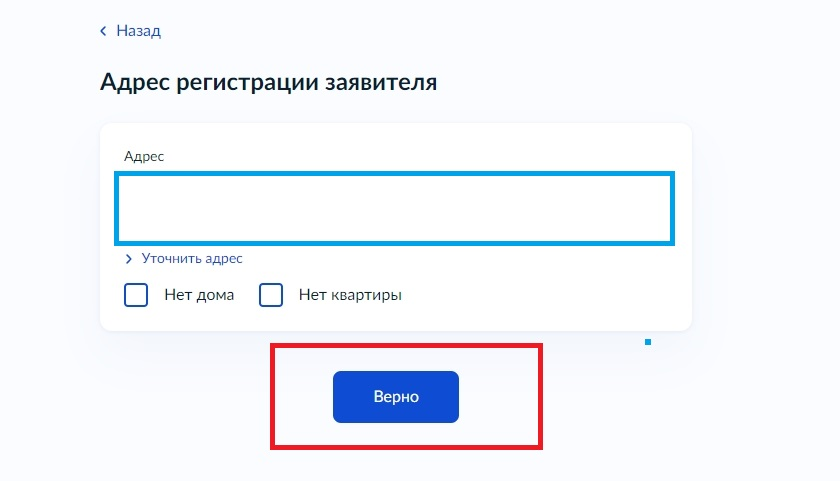 Назад
Адрес регистрации заявителя
Адрес
Уточнить адрес
Нет дома Нет квартиры
Верно